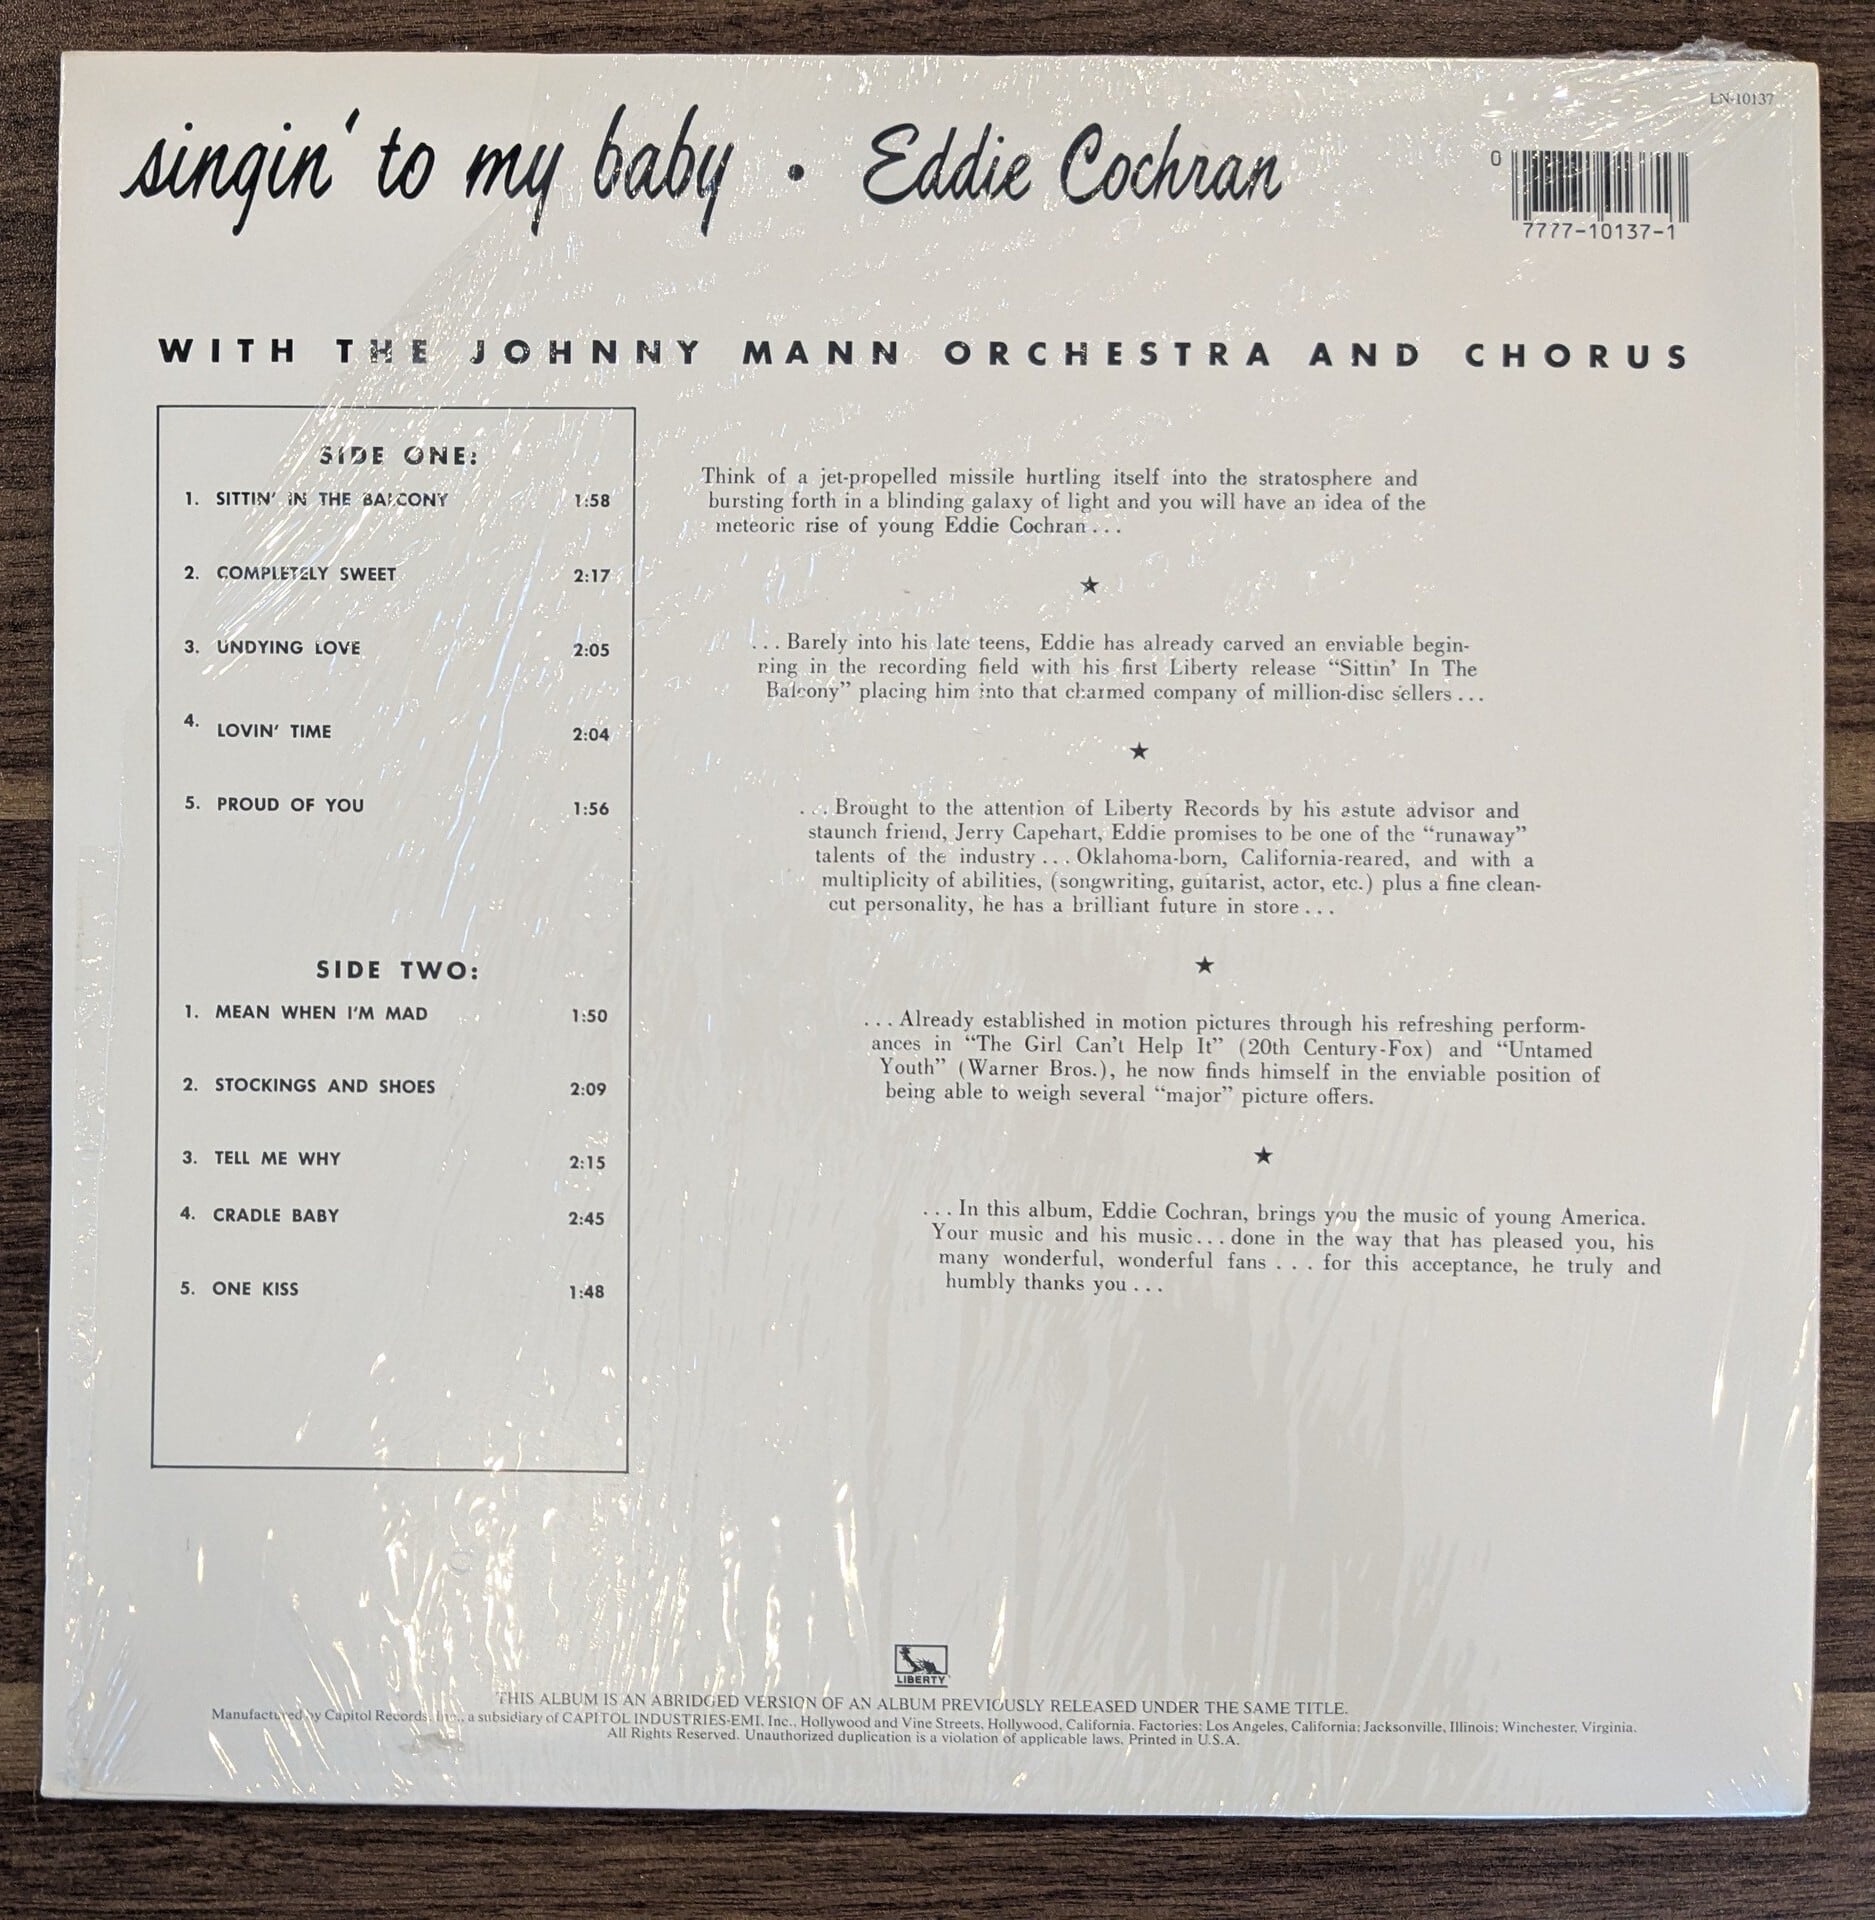 LN-10137
singin' to my baby • Eddie Cochran
0
7777-10137-1
WITH THE JOHNNY MANN ORCHESTRA AND CHORUS
SIDE ONE:
1. SITTIN' IN THE BALCONY 1:58
2. COMPLETELY SWEET 2:17
3. UNDYING LOVE 2:05
4. LOVIN' TIME 2:04
5. PROUD OF YOU 1:56
SIDE TWO:
1. MEAN WHEN I'M MAD 1:50
2. STOCKINGS AND SHOES 2:09
3. TELL ME WHY 2:15
4. CRADLE BABY 2:45
5. ONE KISS 1:48
Think of a jet-propelled missile hurtling itself into the stratosphere and
bursting forth in a blinding galaxy of light and you will have an idea of the
meteoric rise of young Eddie Cochran . . .
★
. . . Barely into his late teens, Eddie has already carved an enviable begin-
ning in the recording field with his first Liberty release “Sittin’ In The
Balcony” placing him into that charmed company of million-disc sellers . . .
★
. . . Brought to the attention of Liberty Records by his astute advisor and
staunch friend, Jerry Capehart, Eddie promises to be one of the “runaway”
talents of the industry . . . Oklahoma-born, California-reared, and with a
multiplicity of abilities, (songwriting, guitarist, actor, etc.) plus a fine clean-
cut personality, he has a brilliant future in store . . .
★
. . . Already established in motion pictures through his refreshing perform-
ances in “The Girl Can’t Help It” (20th Century-Fox) and “Untamed
Youth” (Warner Bros.), he now finds himself in the enviable position of
being able to weigh several “major” picture offers.
★
. . . In this album, Eddie Cochran, brings you the music of young America.
Your music and his music . . . done in the way that has pleased you, his
many wonderful, wonderful fans . . . for this acceptance, he truly and
humbly thanks you . . .
LIBERTY
THIS ALBUM IS AN ABRIDGED VERSION OF AN ALBUM PREVIOUSLY RELEASED UNDER THE SAME TITLE.
Manufactured by Capitol Records, Inc., a subsidiary of CAPITOL INDUSTRIES-EMI, Inc., Hollywood and Vine Streets, Hollywood, California. Factories: Los Angeles, California; Jacksonville, Illinois; Winchester, Virginia.
All Rights Reserved. Unauthorized duplication is a violation of applicable laws. Printed in U.S.A.